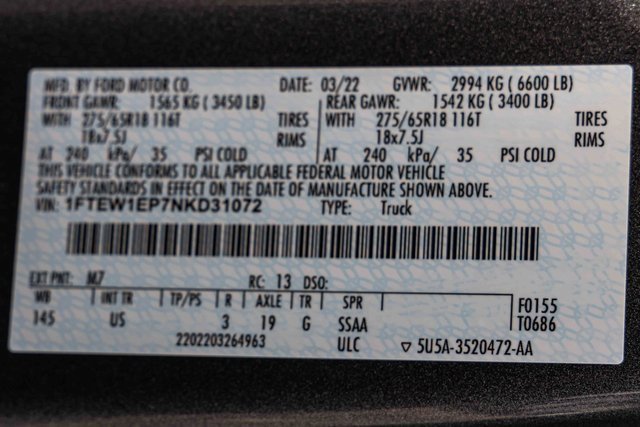 MFD. BY FORD MOTOR CO. DATE: 03/22 GVWR: 2994 KG ( 6600 LB)
FRONT GAWR: 1565 KG ( 3450 LB) REAR GAWR: 1542 KG ( 3400 LB)
WITH 275/65R18 116T TIRES WITH 275/65R18 116T TIRES
18x7.5J RIMS 18x7.5J RIMS
AT 240 kPa/ 35 PSI COLD AT 240 kPa/ 35 PSI COLD
THIS VEHICLE CONFORMS TO ALL APPLICABLE FEDERAL MOTOR VEHICLE
SAFETY STANDARDS IN EFFECT ON THE DATE OF MANUFACTURE SHOWN ABOVE.
VIN: 1FTEW1EP7NKD31072 TYPE: Truck
EXT PNT: M7 RC: 13 DSO:
WB INT TR TP/PS R AXLE TR SPR F0155
145 US 3 19 G SSAA T0686
2202203264963 ULC ▽ 5U5A-3520472-AA